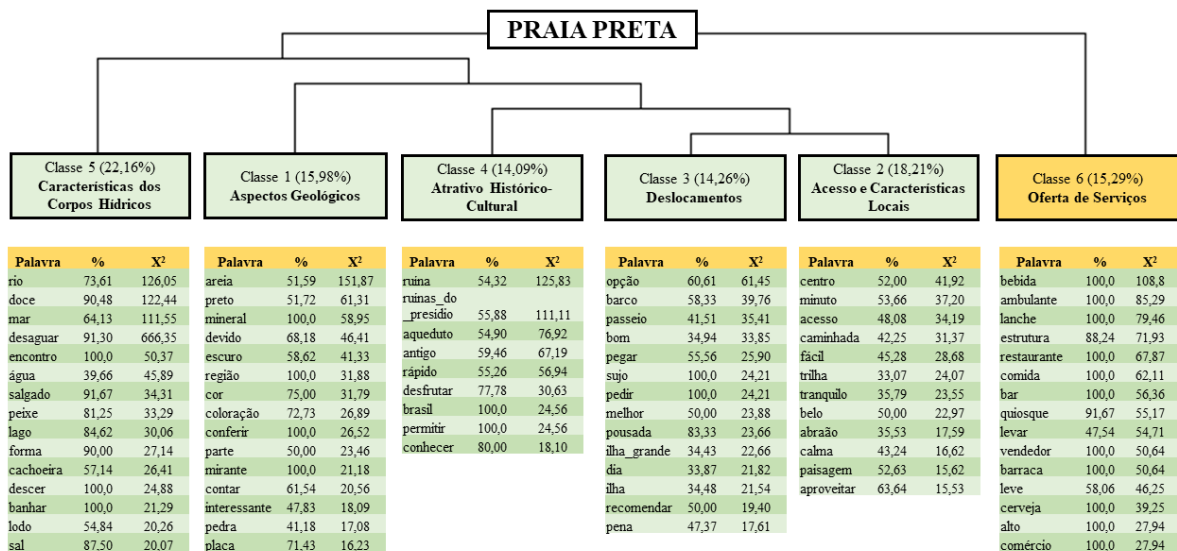 PRAIA PRETA
Classe 5 (22,16%)
Características dos
Corpos Hídricos
Classe 1 (15,98%)
Aspectos Geológicos
Classe 4 (14,09%)
Atrativo Histórico-
Cultural
Classe 3 (14,26%)
Deslocamentos
Classe 2 (18,21%)
Acesso e Características
Locais
Classe 6 (15,29%)
Oferta de Serviços
Palavra % X²
rio 73,61 126,05
doce 90,48 122,44
mar 64,13 111,55
desaguar 91,30 666,35
encontro 100,0 50,37
água 39,66 45,89
salgado 91,67 34,31
peixe 81,25 33,29
lago 84,62 30,06
forma 90,00 27,14
cachoeira 57,14 26,41
descer 100,0 24,88
banhar 100,0 21,29
lodo 54,84 20,26
sal 87,50 20,07
Palavra % X²
areia 51,59 151,87
preto 51,72 61,31
mineral 100,0 58,95
devido 68,18 46,41
escuro 58,62 41,33
região 100,0 31,88
cor 75,00 31,79
coloração 72,73 26,89
conferir 100,0 26,52
parte 50,00 23,46
mirante 100,0 21,18
contar 61,54 20,56
interessante 47,83 18,09
pedra 41,18 17,08
placa 71,43 16,23
Palavra % X²
ruina 54,32 125,83
ruinas_do
_presidio 55,88 111,11
aqueduto 54,90 76,92
antigo 59,46 67,19
rápido 55,26 56,94
desfrutar 77,78 30,63
brasil 100,0 24,56
permitir 100,0 24,56
conhecer 80,00 18,10
Palavra % X²
opção 60,61 61,45
barco 58,33 39,76
passeio 41,51 35,41
bom 34,94 33,85
pegar 55,56 25,90
sujo 100,0 24,21
pedir 100,0 24,21
melhor 50,00 23,88
pousada 83,33 23,66
ilha_grande 34,43 22,66
dia 33,87 21,82
ilha 34,48 21,54
recomendar 50,00 19,40
pena 47,37 17,61
Palavra % X²
centro 52,00 41,92
minuto 53,66 37,20
acesso 48,08 34,19
caminhada 42,25 31,37
fácil 45,28 28,68
trilha 33,07 24,07
tranquilo 35,79 23,55
belo 50,00 22,97
abraão 35,53 17,59
calma 43,24 16,62
paisagem 52,63 15,62
aproveitar 63,64 15,53
Palavra % X²
bebida 100,0 108,8
ambulante 100,0 85,29
lanche 100,0 79,46
estrutura 88,24 71,93
restaurante 100,0 67,87
comida 100,0 62,11
bar 100,0 56,36
quiosque 91,67 55,17
levar 47,54 54,71
vendedor 100,0 50,64
barraca 100,0 50,64
leve 58,06 46,25
cerveja 100,0 39,25
alto 100,0 27,94
comércio 100,0 27,94